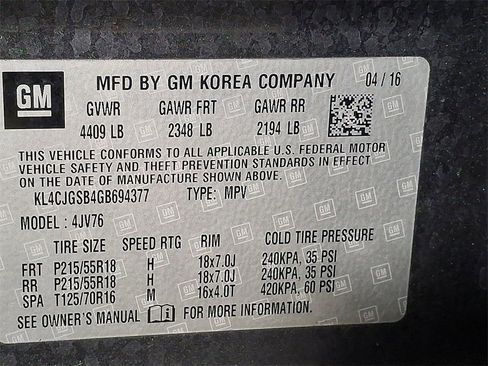 GM MFD BY GM KOREA COMPANY 04 / 16
GVWR GAWR FRT GAWR RR
4409 LB 2348 LB 2194 LB
THIS VEHICLE CONFORMS TO ALL APPLICABLE U.S. FEDERAL MOTOR
VEHICLE SAFETY AND THEFT PREVENTION STANDARDS IN EFFECT
ON THE DATE OF MANUFACTURE SHOWN ABOVE.
KL4CJGSB4GB694377 TYPE: MPV
MODEL : 4JV76
TIRE SIZE SPEED RTG RIM COLD TIRE PRESSURE
FRT P215/55R18 H 18x7.0J 240KPA, 35 PSI
RR P215/55R18 H 18x7.0J 240KPA, 35 PSI
SPA T125/70R16 M 16x4.0T 420KPA, 60 PSI
SEE OWNER'S MANUAL i FOR MORE INFORMATION.